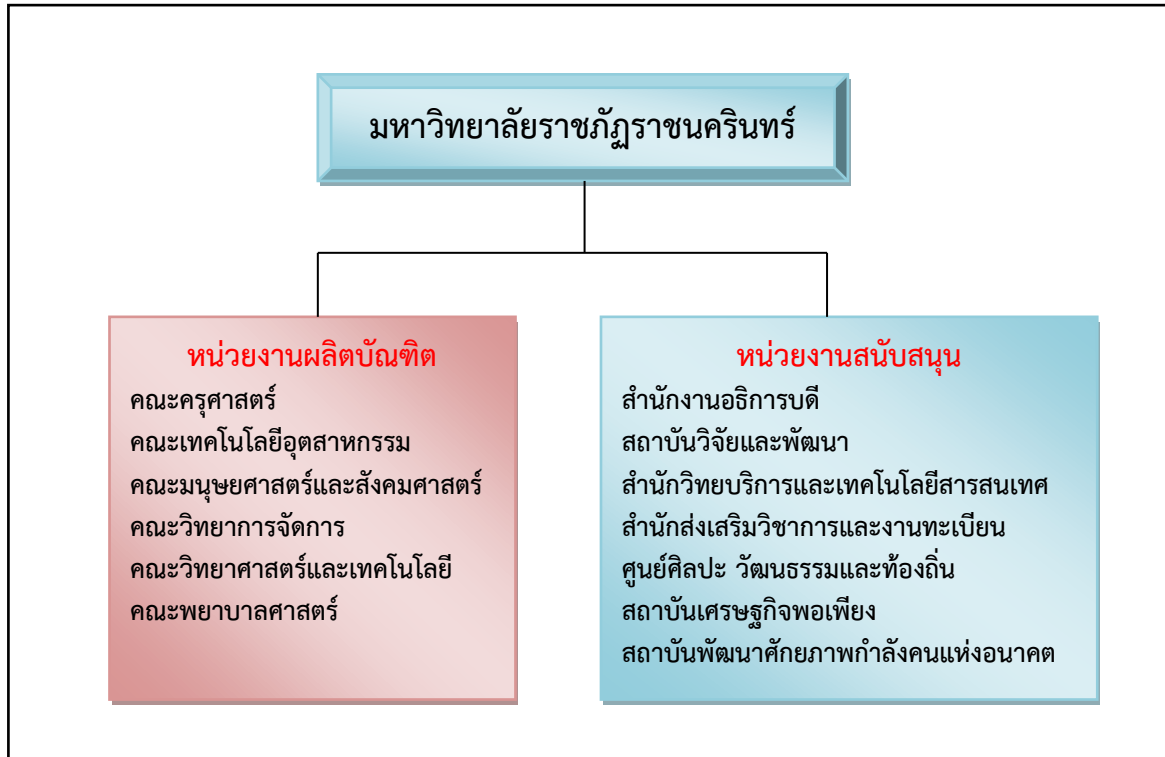 มหาวิทยาลัยราชภัฏราชนครินทร์
หน่วยงานผลิตบัณฑิต
คณะครุศาสตร์
คณะเทคโนโลยีอุตสาหกรรม
คณะมนุษยศาสตร์และสังคมศาสตร์
คณะวิทยาการจัดการ
คณะวิทยาศาสตร์และเทคโนโลยี
คณะพยาบาลศาสตร์
หน่วยงานสนับสนุน
สำนักงานอธิการบดี
สถาบันวิจัยและพัฒนา
สำนักวิทยบริการและเทคโนโลยีสารสนเทศ
สำนักส่งเสริมวิชาการและงานทะเบียน
ศูนย์ศิลปะ วัฒนธรรมและท้องถิ่น
สถาบันเศรษฐกิจพอเพียง
สถาบันพัฒนาศักยภาพกำลังคนแห่งอนาคต